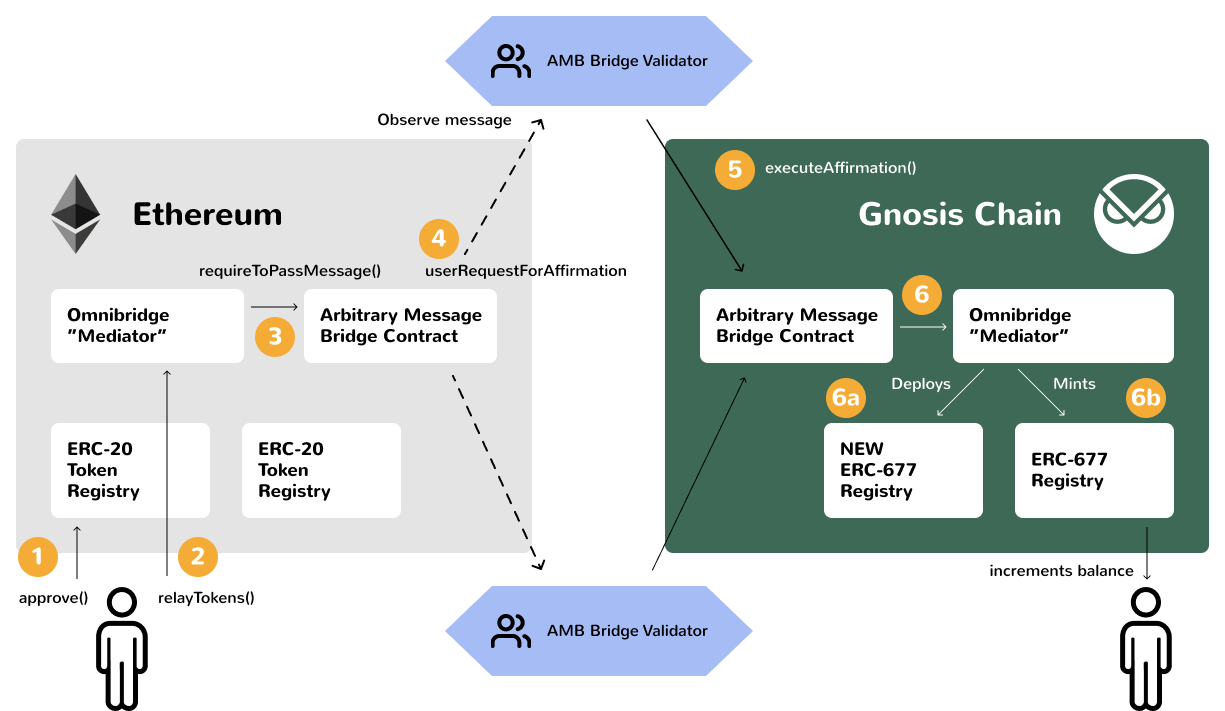 AMB Bridge Validator
Observe message
Ethereum
4
requireToPassMessage()
userRequestForAffirmation
Omnibridge
”Mediator”
3
Arbitrary Message
Bridge Contract
ERC-20
Token
Registry
ERC-20
Token
Registry
1
2
approve()
relayTokens()
5
executeAffirmation()
Gnosis Chain
Arbitrary Message
Bridge Contract
6
Omnibridge
”Mediator”
Deploys
Mints
6a
6b
NEW
ERC-677
Registry
ERC-677
Registry
increments balance
AMB Bridge Validator